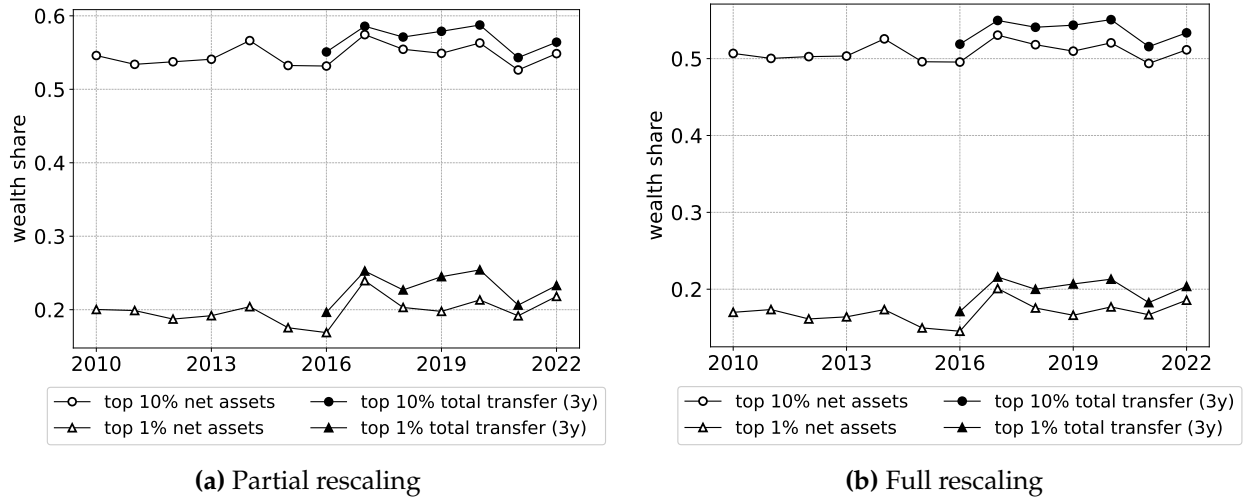 wealth share
0.6
0.5
0.4
0.3
0.2
2010 2013 2016 2019 2022
top 10% net assets top 10% total transfer (3y)
top 1% net assets top 1% total transfer (3y)
(a) Partial rescaling
wealth share
0.5
0.4
0.3
0.2
2010 2013 2016 2019 2022
top 10% net assets top 10% total transfer (3y)
top 1% net assets top 1% total transfer (3y)
(b) Full rescaling